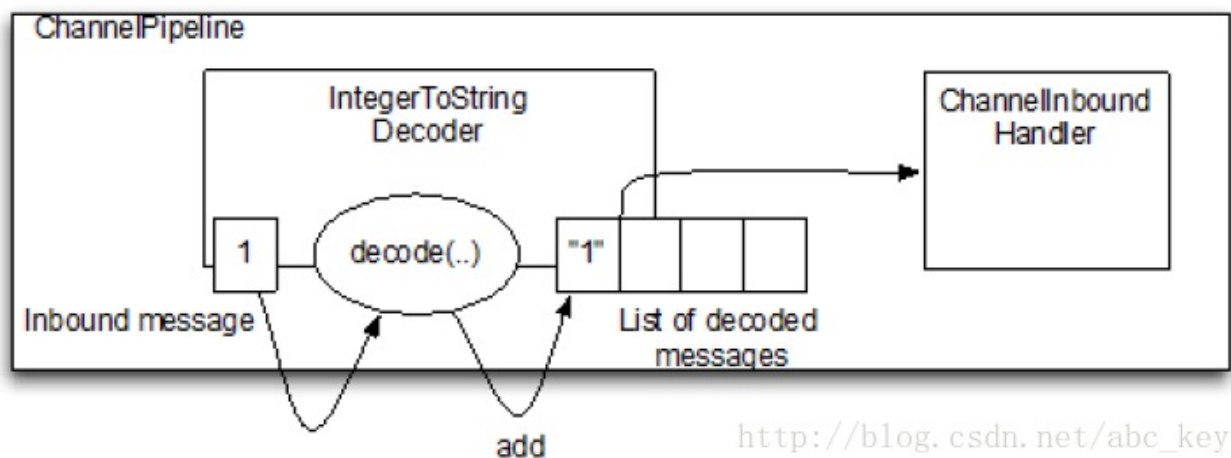 ChannelPipeline
IntegerToString
Decoder
ChannelInbound
Handler
1
decode(..)
"1"
Inbound message
List of decoded
messages
add
http://blog.csdn.net/abc_key